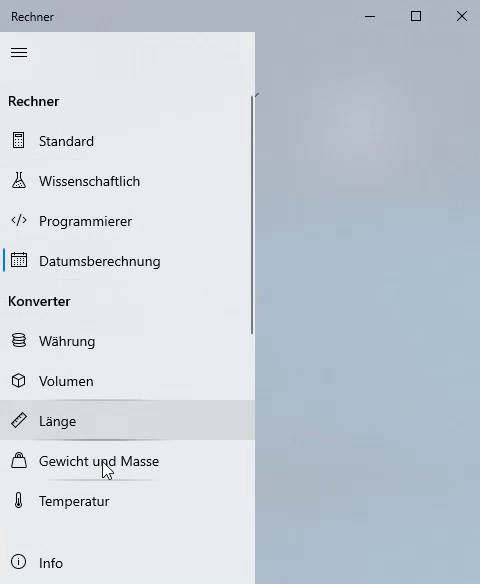 Rechner
Rechner
Standard
Wissenschaftlich
Programmierer
Datumsberechnung
Konverter
Währung
Volumen
Länge
Gewicht und Masse
Temperatur
Info